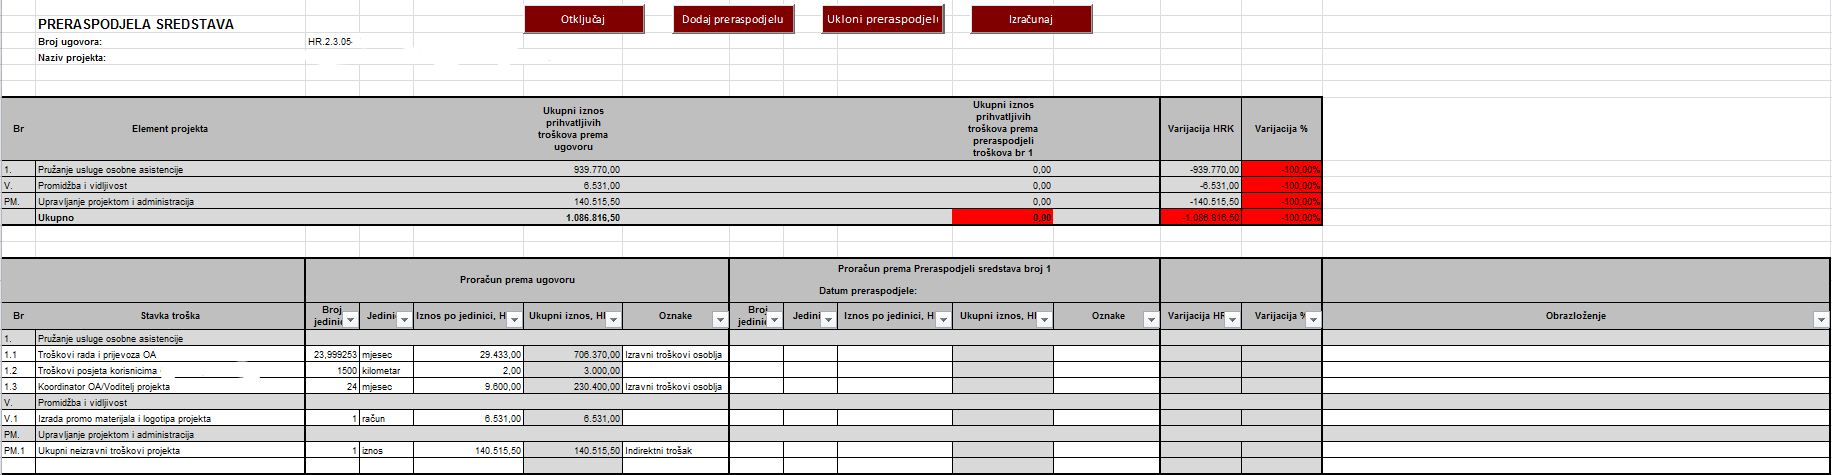 Otključaj Dodaj preraspodjelu Ukloni preraspodjelu Izračunaj
PRERASPODJELA SREDSTAVA
Broj ugovora: HR.2.3.05-
Naziv projekta:
Br Element projekta Ukupni iznos prihvatljivih troškova prema ugovoru Ukupni iznos prihvatljivih troškova prema preraspodjeli troškova br 1 Varijacija HRK Varijacija %
1. Pružanje usluge osobne asistencije 939.770,00 0,00 -939.770,00 -100,00%
V. Promidžba i vidljivost 6.531,00 0,00 -6.531,00 -100,00%
PM. Upravljanje projektom i administracija 140.515,50 0,00 -140.515,50 -100,00%
Ukupno 1.086.816,50 0,00 -1.086.816,50 -100,00%
Proračun prema ugovoru Proračun prema Preraspodjeli sredstava broj 1
Datum preraspodjele:
Br Stavka troška Broj jedinic Jedini Iznos po jedinici, H Ukupni iznos, HI Oznake Broj jedinic Jedini Iznos po jedinici, H Ukupni iznos, HI Oznake Varijacija HR Varijacija % Obrazloženje
1. Pružanje usluge osobne asistencije
1.1 Troškovi rada i prijevoza OA 23,999253 mjesec 29.433,00 706.370,00 Izravni troškovi osoblja
1.2 Troškovi posjeta korisnicima 1500 kilometar 2,00 3.000,00
1.3 Koordinator OA/Voditelj projekta 24 mjesec 9.600,00 230.400,00 Izravni troškovi osoblja
V. Promidžba i vidljivost
V.1 Izrada promo materijala i logotipa projekta 1 račun 6.531,00 6.531,00
PM. Upravljanje projektom i administracija
PM.1 Ukupni neizravni troškovi projekta 1 iznos 140.515,50 140.515,50 Indirektni trošak